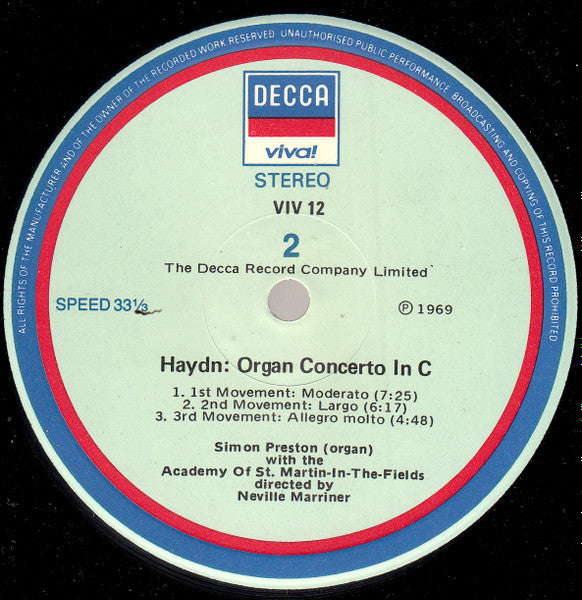 ALL RIGHTS OF THE MANUFACTURER AND OF THE OWNER OF THE RECORDED WORK RESERVED UNAUTHORISED PUBLIC PERFORMANCE BROADCASTING AND COPYING OF THIS RECORD PROHIBITED
DECCA
viva!
STEREO
VIV 12
2
The Decca Record Company Limited
SPEED 33⅓
℗ 1969
Haydn: Organ Concerto In C
1. 1st Movement: Moderato (7:25)
2. 2nd Movement: Largo (6:17)
3. 3rd Movement: Allegro molto (4:48)
Simon Preston (organ)
with the
Academy Of St. Martin-In-The-Fields
directed by
Neville Marriner